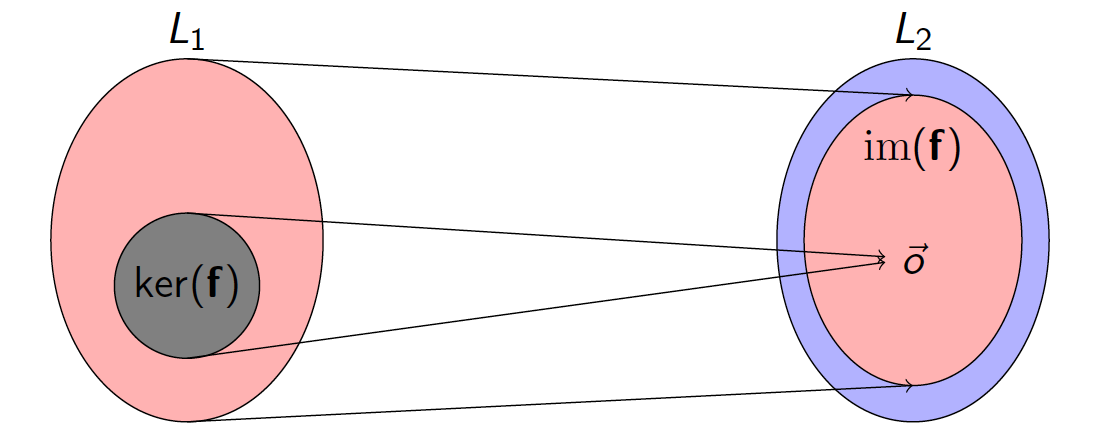 L₁
L₂
im(f)
ker(f)
o⃗